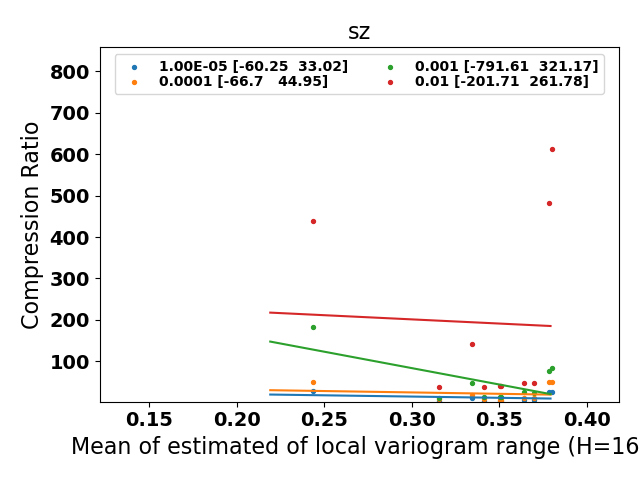 sz
1.00E-05 [-60.25  33.02]
0.0001 [-66.7   44.95]
0.001 [-791.61  321.17]
0.01 [-201.71  261.78]
Compression Ratio
800
700
600
500
400
300
200
100
0.15 0.20 0.25 0.30 0.35 0.40
Mean of estimated of local variogram range (H=16